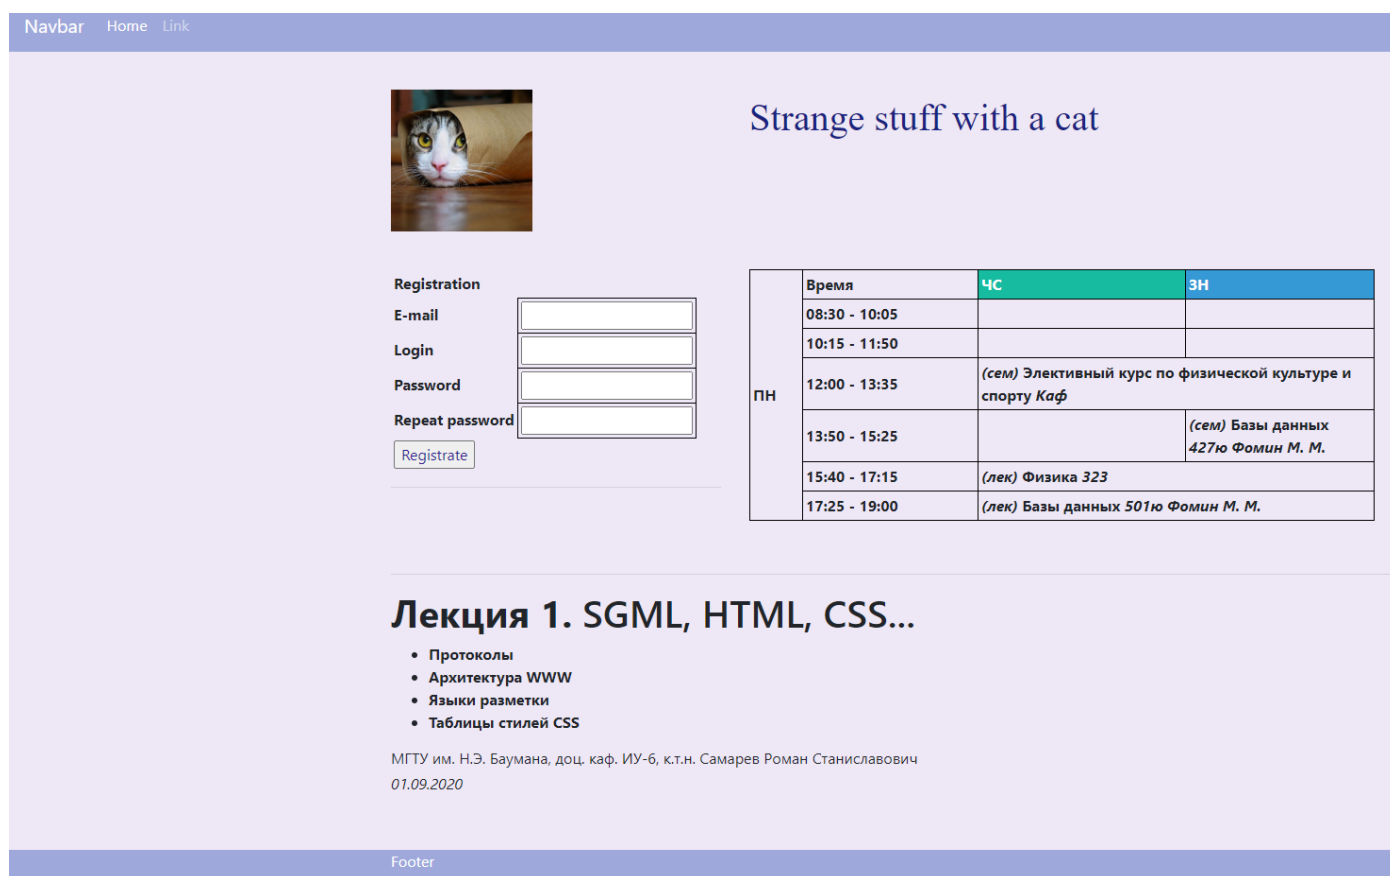 Navbar Home Link
Strange stuff with a cat
Registration
E-mail
Login
Password
Repeat password
Registrate
ПН
Время ЧС ЗН
08:30 - 10:05
10:15 - 11:50
12:00 - 13:35 (сем) Элективный курс по физической культуре и
спорту Каф
13:50 - 15:25 (сем) Базы данных
427ю Фомин М. М.
15:40 - 17:15 (лек) Физика 323
17:25 - 19:00 (лек) Базы данных 501ю Фомин М. М.
Лекция 1. SGML, HTML, CSS...
• Протоколы
• Архитектура WWW
• Языки разметки
• Таблицы стилей CSS
МГТУ им. Н.Э. Баумана, доц. каф. ИУ-6, к.т.н. Самарев Роман Станиславович
01.09.2020
Footer